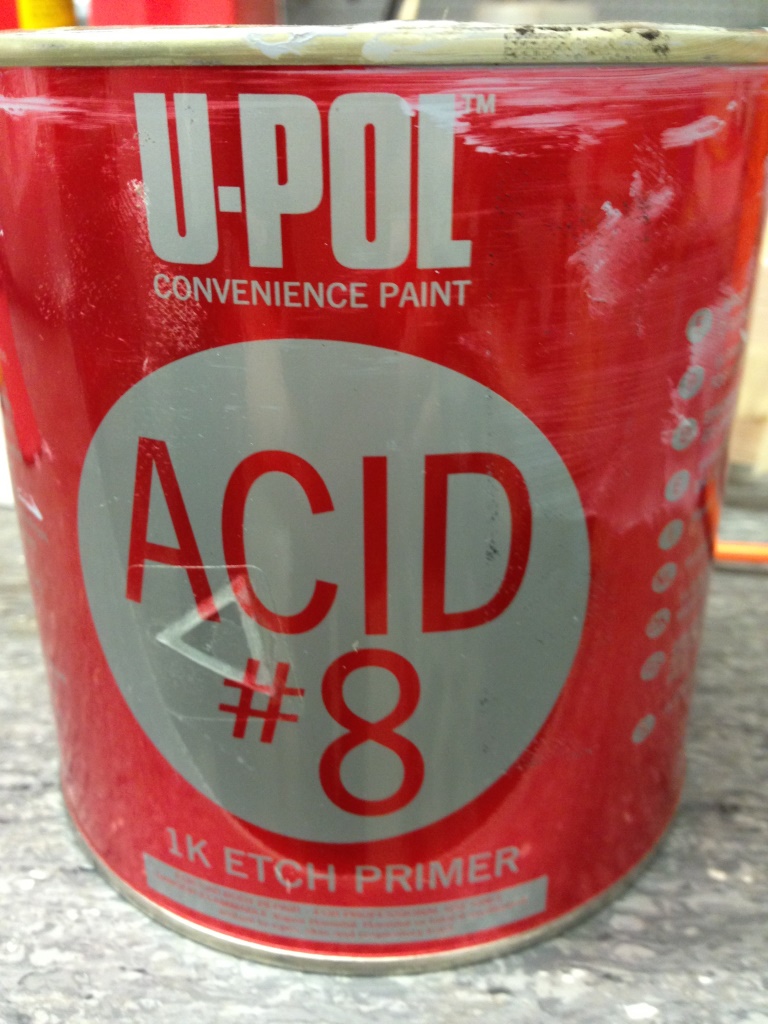 U-POL™
CONVENIENCE PAINT
ACID
#8
1K ETCH PRIMER